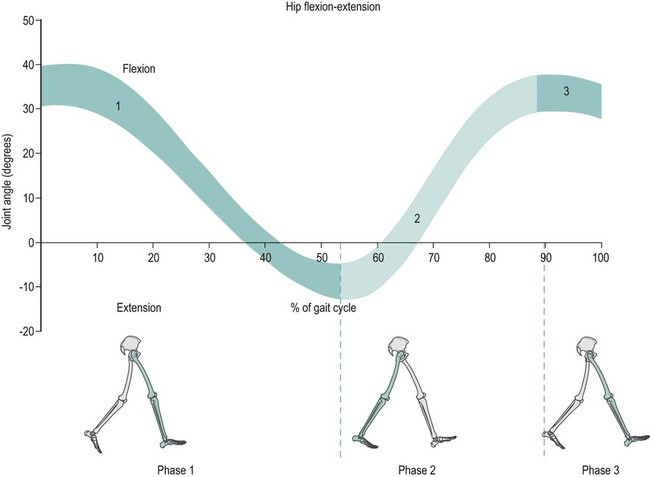 Hip flexion-extension
50
40
30
20
10
0
-10
-20
Joint angle (degrees)
Flexion
1
2
3
10 20 30 40 50 60 70 80 90 100
Extension
% of gait cycle
Phase 1
Phase 2
Phase 3